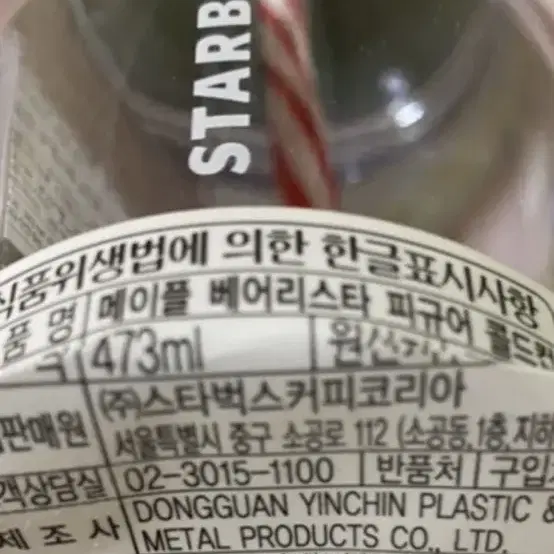 STARB
식품위생법에 의한 한글표시사항
품 명 메이플 베어리스타 피규어 콜드컵
473ml 원산
판매원 (주)스타벅스커피코리아
서울특별시 중구 소공로 112 (소공동, 1층, 지하
객상담실 02-3015-1100 반품처 구입
제 조 사 DONGGUAN YINCHIN PLASTIC &
METAL PRODUCTS CO., LTD.